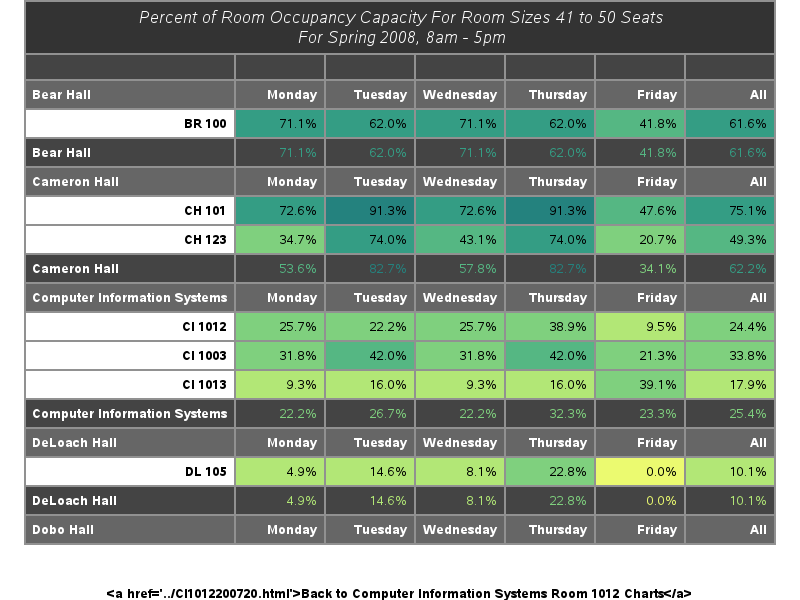 Percent of Room Occupancy Capacity For Room Sizes 41 to 50 Seats
For Spring 2008, 8am - 5pm
Bear Hall Monday Tuesday Wednesday Thursday Friday All
BR 100 71.1% 62.0% 71.1% 62.0% 41.8% 61.6%
Bear Hall 71.1% 62.0% 71.1% 62.0% 41.8% 61.6%
Cameron Hall Monday Tuesday Wednesday Thursday Friday All
CH 101 72.6% 91.3% 72.6% 91.3% 47.6% 75.1%
CH 123 34.7% 74.0% 43.1% 74.0% 20.7% 49.3%
Cameron Hall 53.6% 82.7% 57.8% 82.7% 34.1% 62.2%
Computer Information Systems Monday Tuesday Wednesday Thursday Friday All
CI 1012 25.7% 22.2% 25.7% 38.9% 9.5% 24.4%
CI 1003 31.8% 42.0% 31.8% 42.0% 21.3% 33.8%
CI 1013 9.3% 16.0% 9.3% 16.0% 39.1% 17.9%
Computer Information Systems 22.2% 26.7% 22.2% 32.3% 23.3% 25.4%
DeLoach Hall Monday Tuesday Wednesday Thursday Friday All
DL 105 4.9% 14.6% 8.1% 22.8% 0.0% 10.1%
DeLoach Hall 4.9% 14.6% 8.1% 22.8% 0.0% 10.1%
Dobo Hall Monday Tuesday Wednesday Thursday Friday All
<a href='../CI1012200720.html'>Back to Computer Information Systems Room 1012 Charts</a>